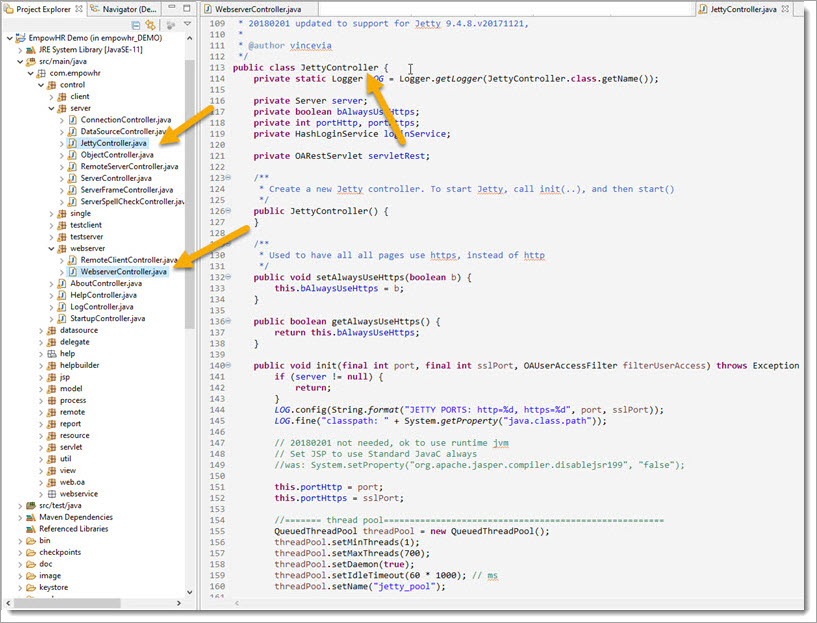 Project Explorer
Navigator (De...
WebserverController.java
JettyController.java
EmpowHR Demo (in empowhr_DEMO)
JRE System Library [JavaSE-11]
src/main/java
com.empowhr
control
client
server
ConnectionController.java
DataSourceController.java
JettyController.java
ObjectController.java
RemoteServerController.java
ServerController.java
ServerFrameController.java
ServerSpellCheckController.jav
single
testclient
testserver
webserver
RemoteClientController.java
WebserverController.java
AboutController.java
HelpController.java
LogController.java
StartupController.java
datasource
delegate
help
helpbuilder
jsp
model
process
remote
report
resource
servlet
util
view
web.oa
webservice
src/test/java
Maven Dependencies
Referenced Libraries
bin
checkpoints
doc
image
keystore
109 * 20180201 updated to support for Jetty 9.4.8.v20171121,
110 *
111 * @author vincevia
112 */
113 public class JettyController {
114 private static Logger LOG = Logger.getLogger(JettyController.class.getName());
115
116 private Server server;
117 private boolean bAlwaysUseHttps;
118 private int portHttp, portHttps;
119 private HashLoginService loginService;
120
121 private OARestServlet servletRest;
122
123 /**
124 * Create a new Jetty controller. To start Jetty, call init(..), and then start()
125 */
126 public JettyController() {
127 }
128
/**
130 * Used to have all all pages use https, instead of http
131 */
132 public void setAlwaysUseHttps(boolean b) {
133 this.bAlwaysUseHttps = b;
134 }
135
136 public boolean getAlwaysUseHttps() {
137 return this.bAlwaysUseHttps;
138 }
139
140 public void init(final int port, final int sslPort, OAUserAccessFilter filterUserAccess) throws Exception
141 if (server != null) {
142 return;
143 }
144 LOG.config(String.format("JETTY PORTS: http=%d, https=%d", port, sslPort));
145 LOG.fine("classpath: " + System.getProperty("java.class.path"));
146
147 // 20180201 not needed, ok to use runtime jvm
148 // Set JSP to use Standard JavaC always
149 //was: System.setProperty("org.apache.jasper.compiler.disablejsr199", "false");
150
151 this.portHttp = port;
152 this.portHttps = sslPort;
153
154 //======= thread pool====================================================
155 QueuedThreadPool threadPool = new QueuedThreadPool();
156 threadPool.setMinThreads(1);
157 threadPool.setMaxThreads(700);
158 threadPool.setDaemon(true);
159 threadPool.setIdleTimeout(60 * 1000); // ms
160 threadPool.setName("jetty_pool");
161